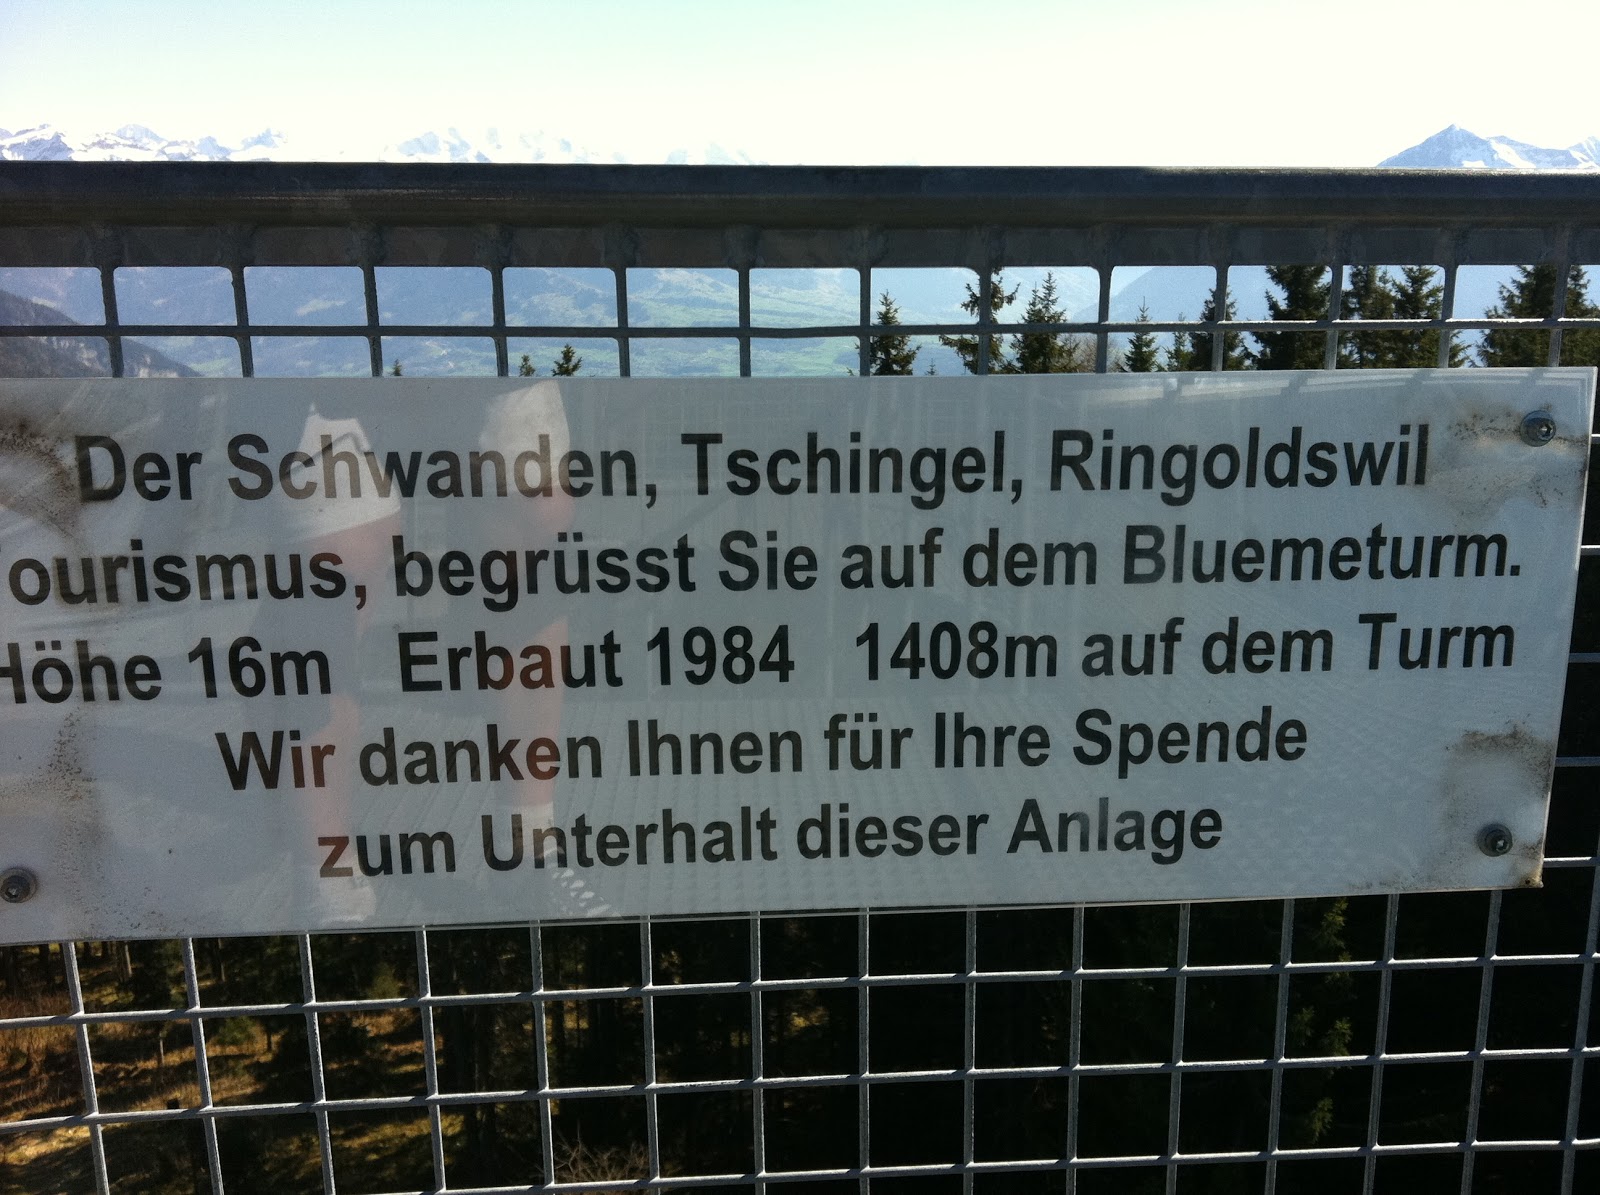 Der Schwanden, Tschingel, Ringoldswil
Tourismus, begrüsst Sie auf dem Bluemeturm.
Höhe 16m Erbaut 1984 1408m auf dem Turm
Wir danken Ihnen für Ihre Spende
zum Unterhalt dieser Anlage